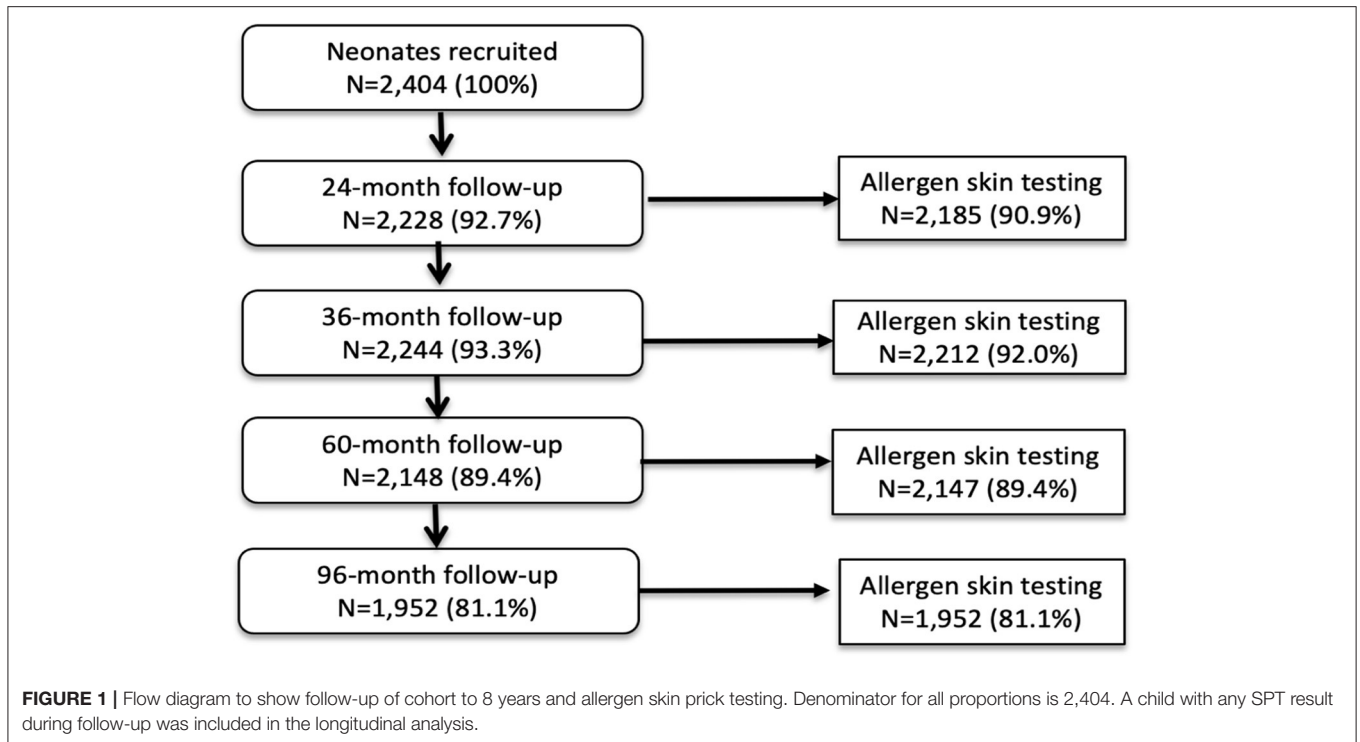 Neonates recruited
N=2,404 (100%)
24-month follow-up
N=2,228 (92.7%)
Allergen skin testing
N=2,185 (90.9%)
36-month follow-up
N=2,244 (93.3%)
Allergen skin testing
N=2,212 (92.0%)
60-month follow-up
N=2,148 (89.4%)
Allergen skin testing
N=2,147 (89.4%)
96-month follow-up
N=1,952 (81.1%)
Allergen skin testing
N=1,952 (81.1%)
FIGURE 1 | Flow diagram to show follow-up of cohort to 8 years and allergen skin prick testing. Denominator for all proportions is 2,404. A child with any SPT result
during follow-up was included in the longitudinal analysis.